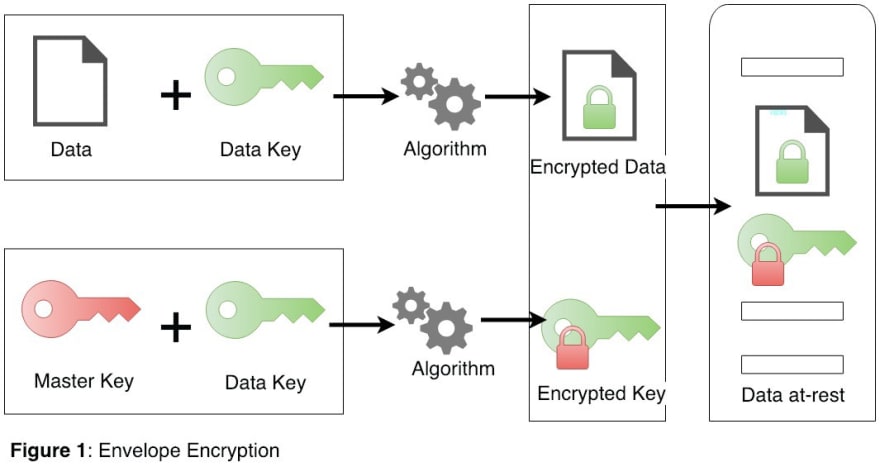 Data
Data Key
Algorithm
Encrypted Data
Master Key
Data Key
Algorithm
Encrypted Key
Data at-rest
Figure 1: Envelope Encryption